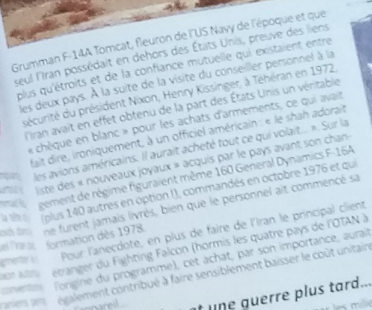 Grumman F-14A Tomcat, fleuron de l'US Navy de l'époque et que
seul l'Iran possédait en dehors des États Unis, preuve des liens
plus qu'étroits et de la confiance mutuelle qui existaient entre
les deux pays. À la suite de la visite du conseiller personnel à la
sécurité du président Nixon, Henry Kissinger, à Téhéran en 1972,
l'Iran avait en effet obtenu de la part des États Unis un véritable
« chèque en blanc » pour les achats d'armements, ce qui avait
fait dire, ironiquement, à un officiel américain : « le shah adorait
les avions américains. Il aurait acheté tout ce qui volait... ». Sur la
liste des « nouveaux joyaux » acquis par le pays avant son chan-
gement de régime figuraient même 160 General Dynamics F-16A
(plus 140 autres en option !), commandés en octobre 1976 et qui
ne furent jamais livrés, bien que le personnel ait commencé sa
formation dès 1978.
Pour l'anecdote, en plus de faire de l'Iran le principal client
étranger du Fighting Falcon (hormis les quatre pays de l'OTAN à
l'origine du programme), cet achat, par son importance, aurait
également contribué à faire sensiblement baisser le coût unitaire
l'appareil...
et une guerre plus tard...